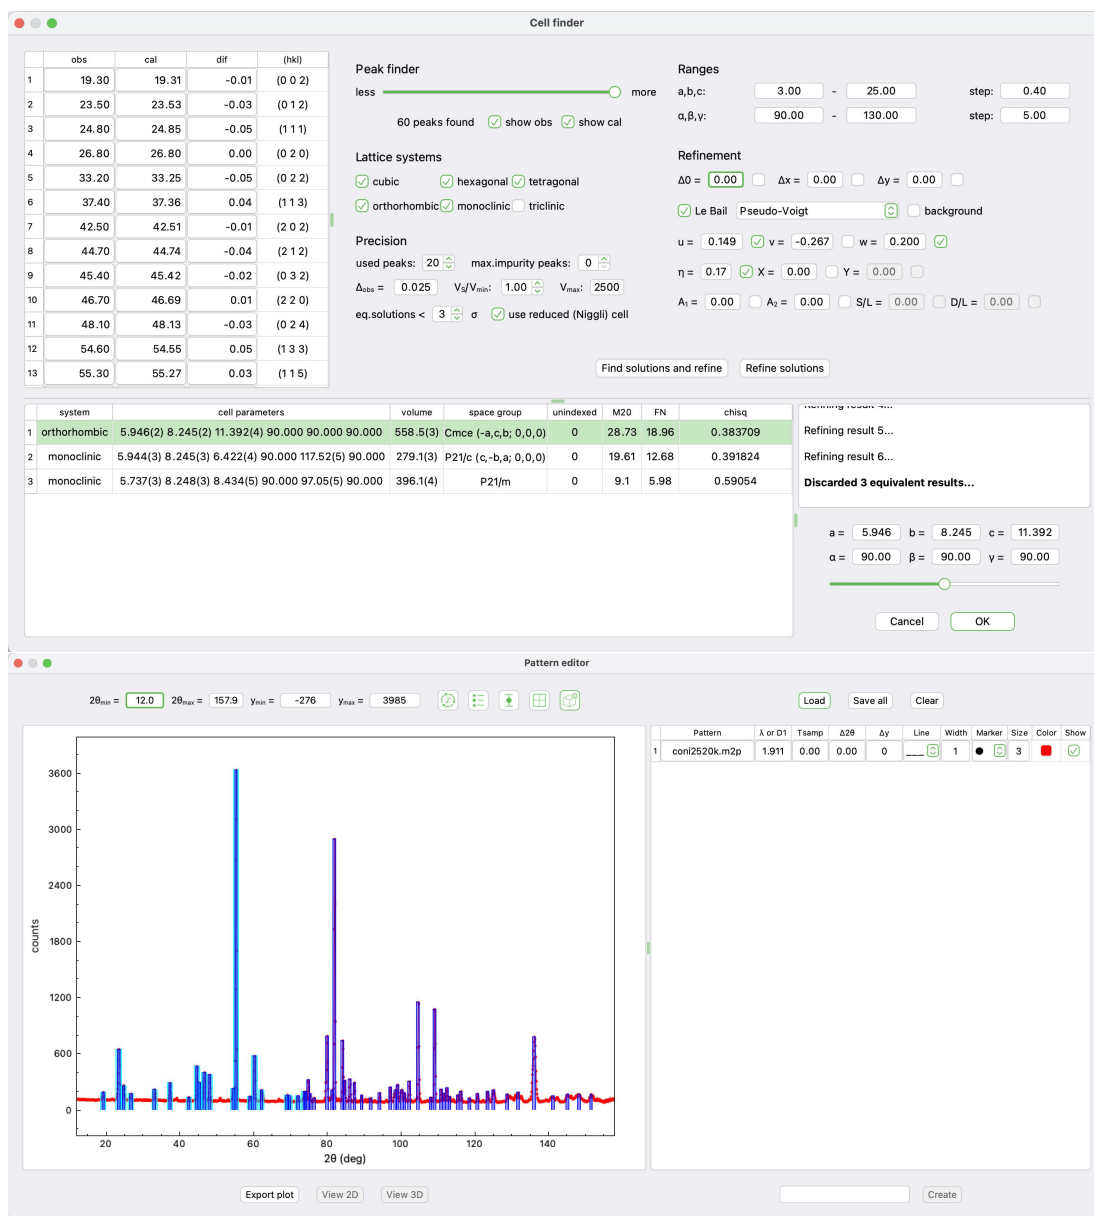 Cell finder
obs cal dif (hkl)
1 19.30 19.31 -0.01 (0 0 2)
2 23.50 23.53 -0.03 (0 1 2)
3 24.80 24.85 -0.05 (1 1 1)
4 26.80 26.80 0.00 (0 2 0)
5 33.20 33.25 -0.05 (0 2 2)
6 37.40 37.36 0.04 (1 1 3)
7 42.50 42.51 -0.01 (2 0 2)
8 44.70 44.74 -0.04 (2 1 2)
9 45.40 45.42 -0.02 (0 3 2)
10 46.70 46.69 0.01 (2 2 0)
11 48.10 48.13 -0.03 (0 2 4)
12 54.60 54.55 0.05 (1 3 3)
13 55.30 55.27 0.03 (1 1 5)
Peak finder
less more
60 peaks found show obs show cal
Lattice systems
cubic hexagonal tetragonal
orthorhombic monoclinic triclinic
Precision
used peaks: 20 max.impurity peaks: 0
Δobs = 0.025 VS/Vmin: 1.00 Vmax: 2500
eq.solutions < 3 σ use reduced (Niggli) cell
Ranges
a,b,c: 3.00 - 25.00 step: 0.40
α,β,γ: 90.00 - 130.00 step: 5.00
Refinement
Δ0 = 0.00 Δx = 0.00 Δy = 0.00
Le Bail Pseudo-Voigt background
u = 0.149 v = -0.267 w = 0.200
η = 0.17 X = 0.00 Y = 0.00
A1 = 0.00 A2 = 0.00 S/L = 0.00 D/L = 0.00
Find solutions and refine Refine solutions
system cell parameters volume space group unindexed M20 FN chisq
1 orthorhombic 5.946(2) 8.245(2) 11.392(4) 90.000 90.000 90.000 558.5(3) Cmce (-a,c,b; 0,0,0) 0 28.73 18.96 0.383709
2 monoclinic 5.944(3) 8.245(3) 6.422(4) 90.000 117.52(5) 90.000 279.1(3) P21/c (c,-b,a; 0,0,0) 0 19.61 12.68 0.391824
3 monoclinic 5.737(3) 8.248(3) 8.434(5) 90.000 97.05(5) 90.000 396.1(4) P21/m 0 9.1 5.98 0.59054
Refining result 5...
Refining result 6...
Discarded 3 equivalent results...
a = 5.946 b = 8.245 c = 11.392
α = 90.00 β = 90.00 γ = 90.00
Cancel OK
Pattern editor
2θmin = 12.0 2θmax = 157.9 ymin = -276 ymax = 3985
Load Save all Clear
Pattern λ or D1 Tsamp Δ2θ Δy Line Width Marker Size Color Show
1 coni2520k.m2p 1.911 0.00 0.00 0 1 3
3600
3000
2400
1800
1200
600
0
counts
20 40 60 80 100 120 140
2θ (deg)
Export plot View 2D View 3D
Create